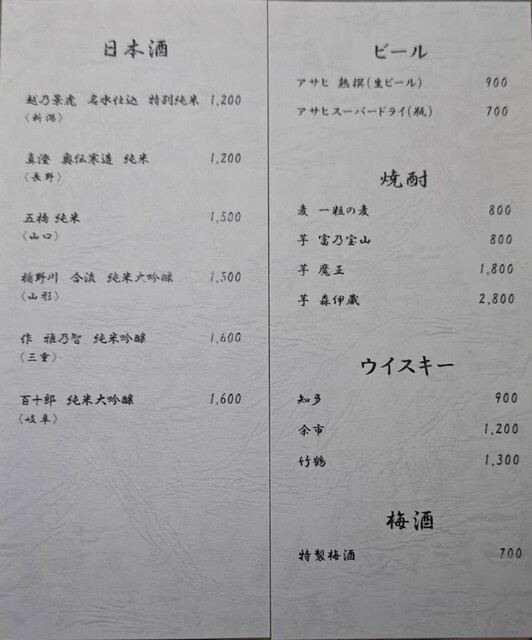 日本酒
越乃景虎 名水仕込 特別純米 1,200
〈新潟〉
真澄 奥伝寒造 純米 1,200
〈長野〉
五橋 純米 1,500
〈山口〉
楯野川 合流 純米大吟醸 1,500
〈山形〉
作 雅乃智 純米吟醸 1,600
〈三重〉
百十郎 純米大吟醸 1,600
〈岐阜〉
ビール
アサヒ 熟撰(生ビール) 900
アサヒスーパードライ(瓶) 700
焼酎
麦 一粒の麦 800
芋 富乃宝山 800
芋 魔王 1,800
芋 森伊蔵 2,800
ウイスキー
知多 900
余市 1,200
竹鶴 1,300
梅酒
特製梅酒 700